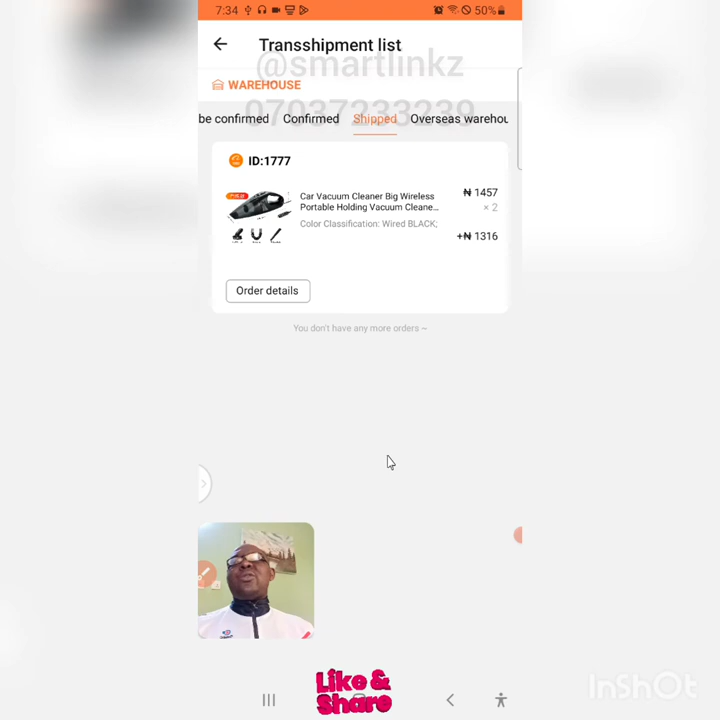 7:34
50%
Transshipment list
@smartlinkz
WAREHOUSE
07037233239
be confirmed Confirmed Shipped Overseas warehou
ID:1777
Car Vacuum Cleaner Big Wireless
Portable Holding Vacuum Cleane...
₦ 1457
× 2
Color Classification: Wired BLACK;
+₦ 1316
Order details
You don't have any more orders ~
Like &
Share
InShOt